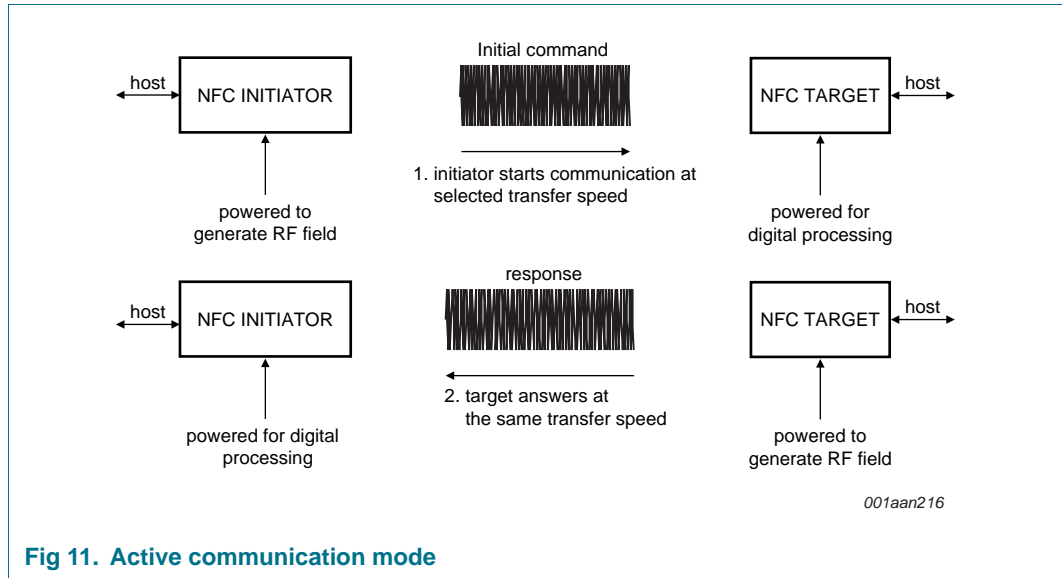 Initial command
host
NFC INITIATOR
NFC TARGET
host
1. initiator starts communication at
selected transfer speed
powered to
generate RF field
powered for
digital processing
response
host
NFC INITIATOR
NFC TARGET
host
2. target answers at
the same transfer speed
powered for digital
processing
powered to
generate RF field
001aan216
Fig 11. Active communication mode